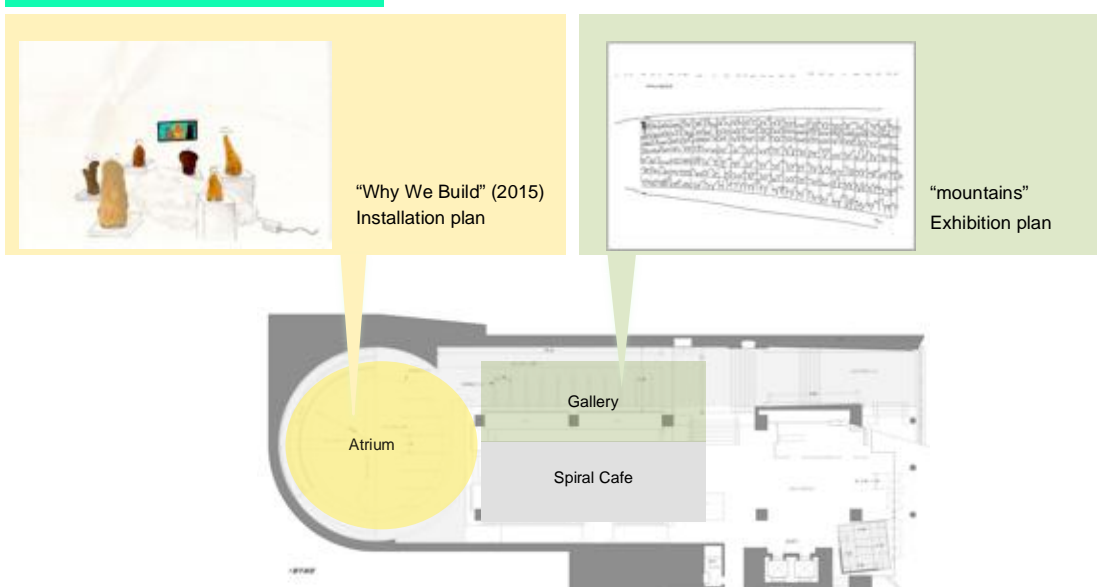 “Why We Build” (2015)
Installation plan
“mountains”
Exhibition plan
Gallery
Atrium
Spiral Cafe